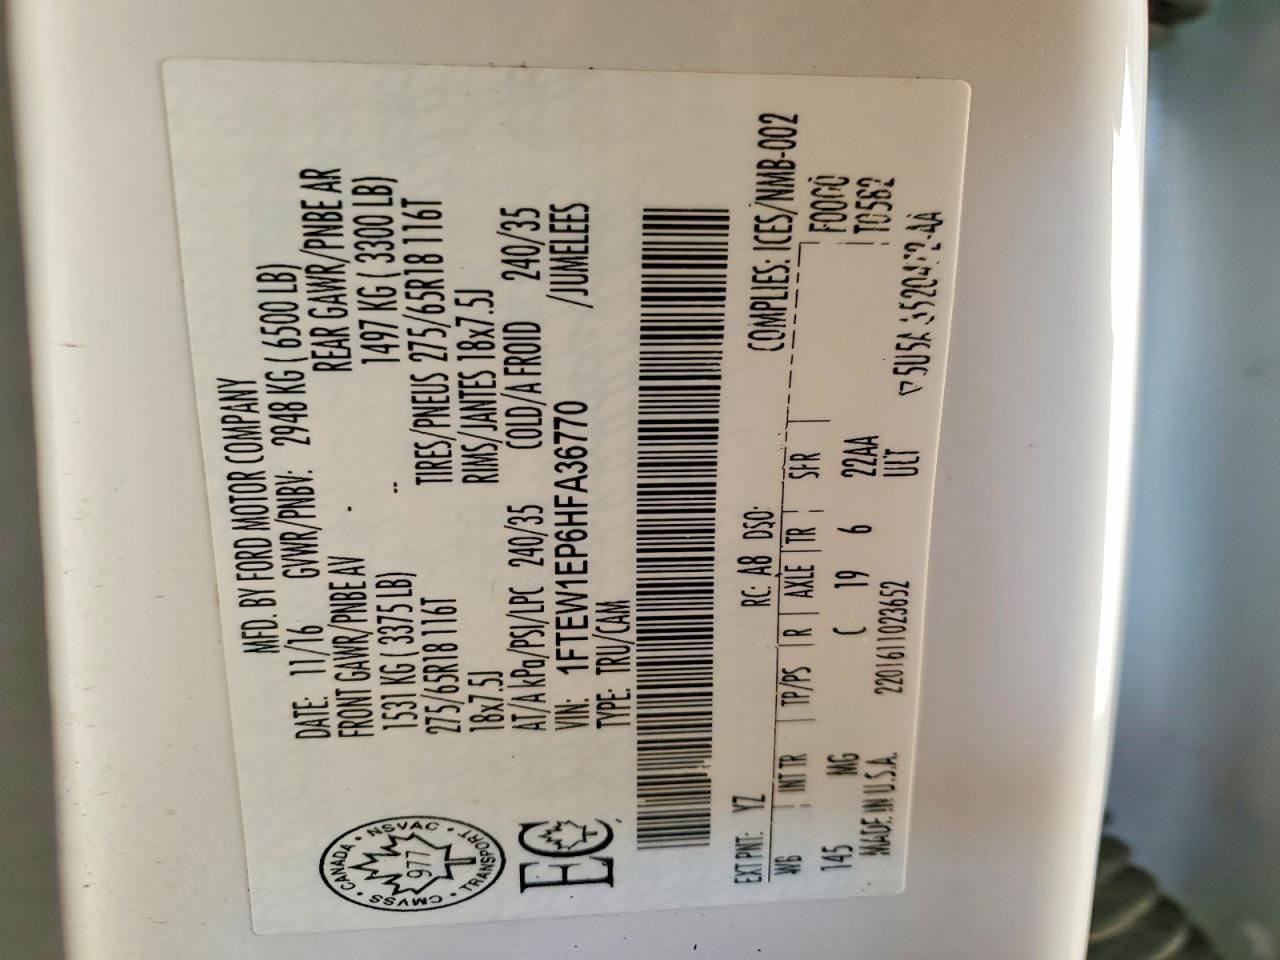 MFD. BY FORD MOTOR COMPANY
DATE: 11/16 GVWR/PNBV: 2948 KG ( 6500 LB)
FRONT GAWR/PNBE AV REAR GAWR/PNBE AR
1531 KG ( 3375 LB) 1497 KG ( 3300 LB)
275/65R18 116T TIRES/PNEUS 275/65R18 116T
18x7.5J RIMS/JANTES 18x7.5J
AT/A kPa/PSI/LPC 240/35 COLD/A FROID 240/35
VIN: 1FTEW1EP6HFA36770 /JUMELEES
TYPE: TRU/CAM
CANADA • NSVAC • TRANSPORT • CMVSS •
977
EC
EXT PNT: YZ RC: A8 DSO: COMPLIES: ICES/NMB-002
WB INT TR TP/PS R AXLE TR SFR F0060
145 MG C 19 6 22AA T0562
MADE IN U.S.A. 2201611023652 ULT